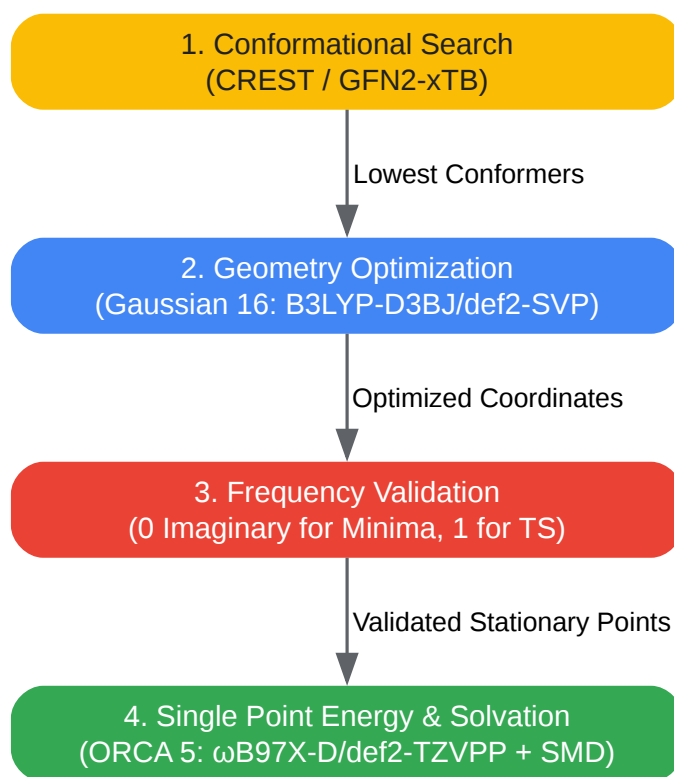 1. Conformational Search
(CREST / GFN2-xTB)
Lowest Conformers
2. Geometry Optimization
(Gaussian 16: B3LYP-D3BJ/def2-SVP)
Optimized Coordinates
3. Frequency Validation
(0 Imaginary for Minima, 1 for TS)
Validated Stationary Points
4. Single Point Energy & Solvation
(ORCA 5: ωB97X-D/def2-TZVPP + SMD)